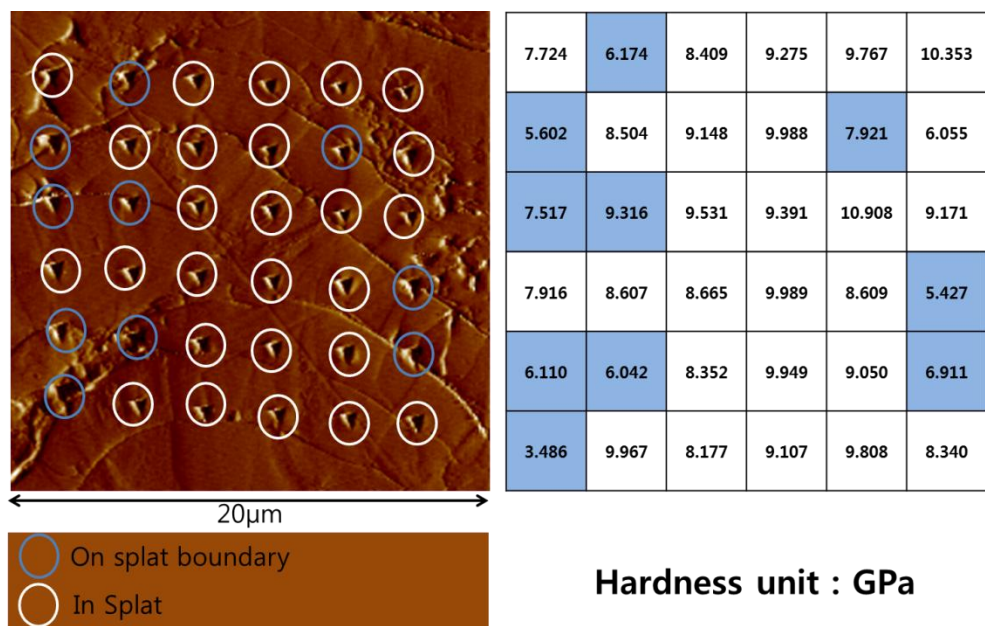 7.724 6.174 8.409 9.275 9.767 10.353
5.602 8.504 9.148 9.988 7.921 6.055
7.517 9.316 9.531 9.391 10.908 9.171
7.916 8.607 8.665 9.989 8.609 5.427
6.110 6.042 8.352 9.949 9.050 6.911
3.486 9.967 8.177 9.107 9.808 8.340
20μm
On splat boundary
In Splat
Hardness unit : GPa